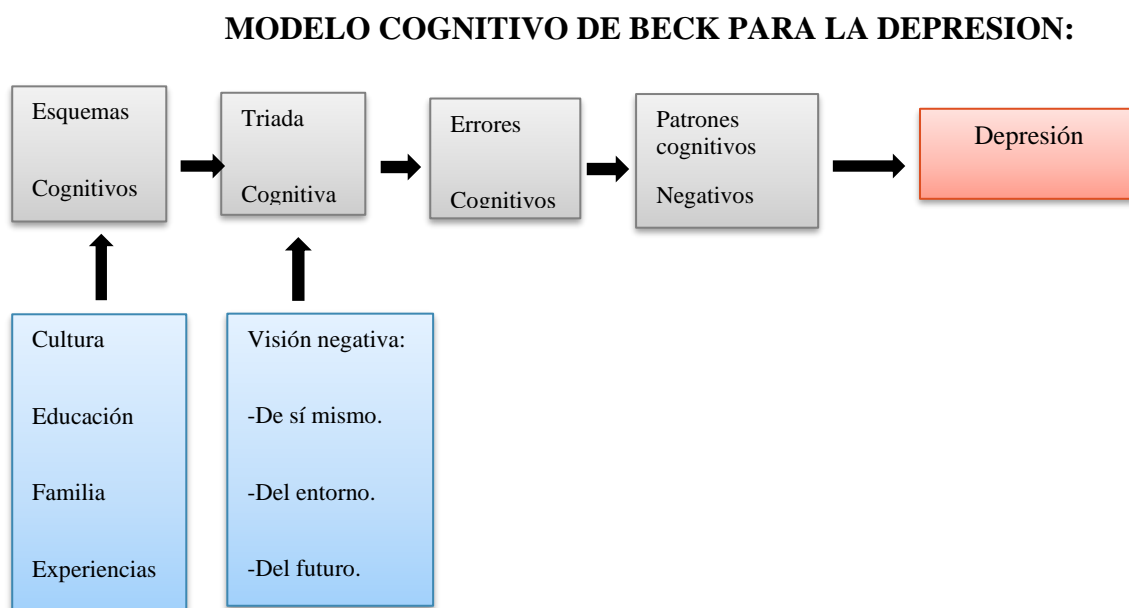 MODELO COGNITIVO DE BECK PARA LA DEPRESION:
Esquemas
Cognitivos
Triada
Cognitiva
Errores
Cognitivos
Patrones
cognitivos
Negativos
Depresión
Cultura
Educación
Familia
Experiencias
Visión negativa:
-De sí mismo.
-Del entorno.
-Del futuro.